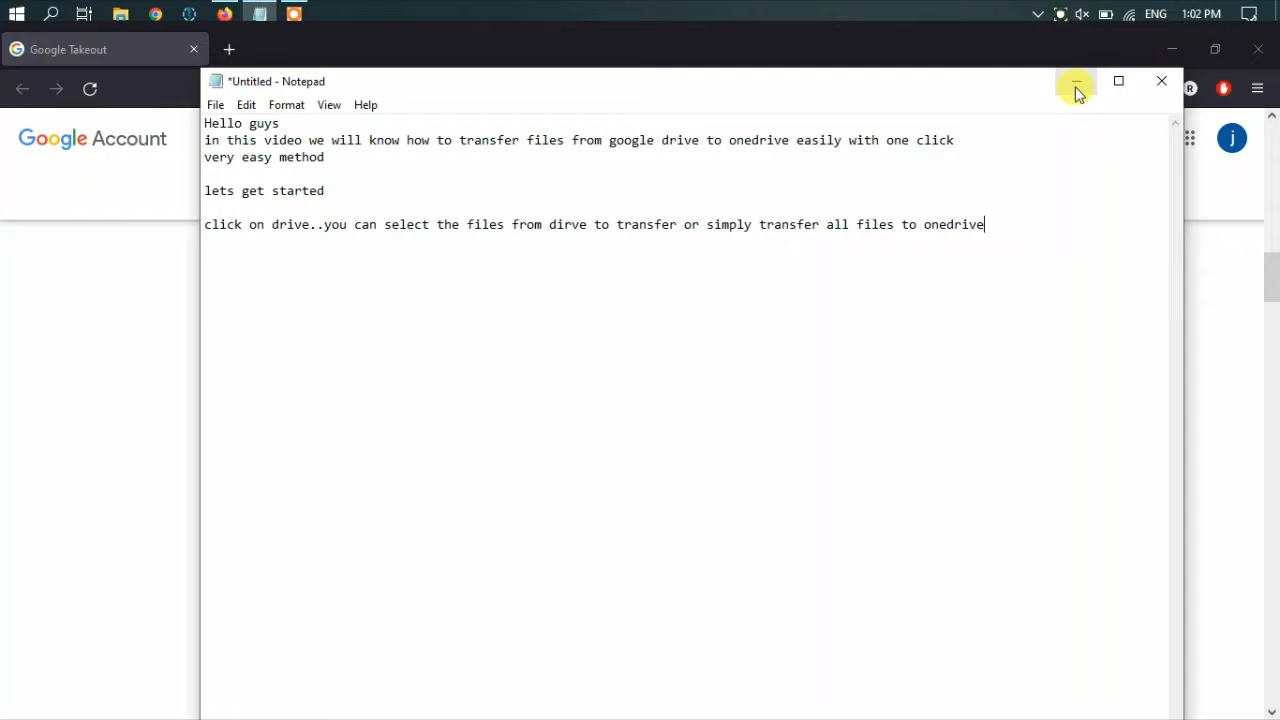 ENG 1:02 PM
Google Takeout
*Untitled - Notepad
File Edit Format View Help
R
Google Account
j
Hello guys
in this video we will know how to transfer files from google drive to onedrive easily with one click
very easy method
lets get started
click on drive..you can select the files from dirve to transfer or simply transfer all files to onedrive